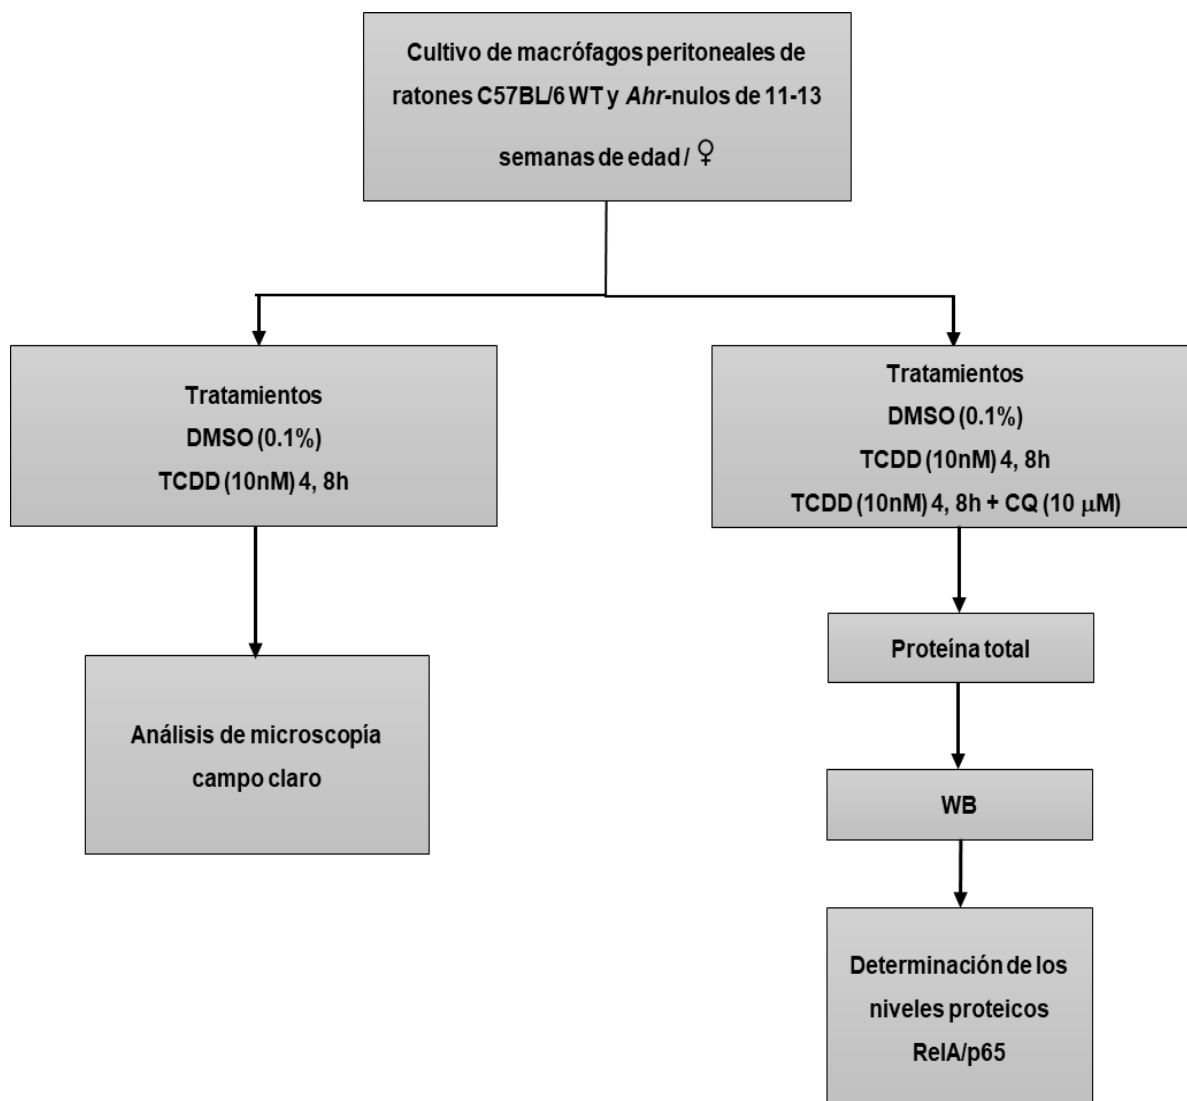 Cultivo de macrófagos peritoneales de
ratones C57BL/6 WT y Ahr-nulos de 11-13
semanas de edad / ♀
Tratamientos
DMSO (0.1%)
TCDD (10nM) 4, 8h
Análisis de microscopía
campo claro
Tratamientos
DMSO (0.1%)
TCDD (10nM) 4, 8h
TCDD (10nM) 4, 8h + CQ (10 μM)
Proteína total
WB
Determinación de los
niveles proteicos
RelA/p65